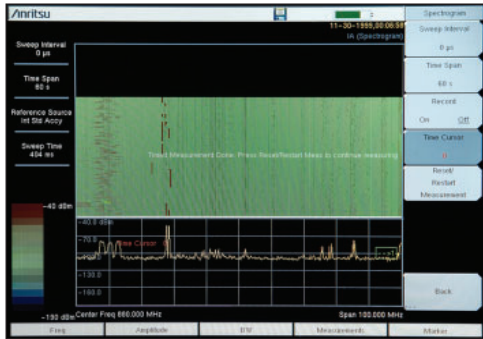 Anritsu
11-30-1999,00:06:58
IA (Spectrogram)
Spectrogram
Sweep Interval
0 µs
Sweep Interval
0 µs
Time Span
60 s
Time Span
60 s
Record
On Off
Reference Source
Int Std Accy
Time Cursor
0
Sweep Time
404 ms
Timed Measurement Done: Press Reset/Restart Meas to continue measuring
Reset/
Restart
Measurement
-40 dBm
-40.0 dBm
-70.0
Time Cursor 0
-130.0
-160.0
Back
-190 dBm
Center Freq 660.000 MHz
Span 100.000 MHz
Freq
Amplitude
BW
Measurements
Marker